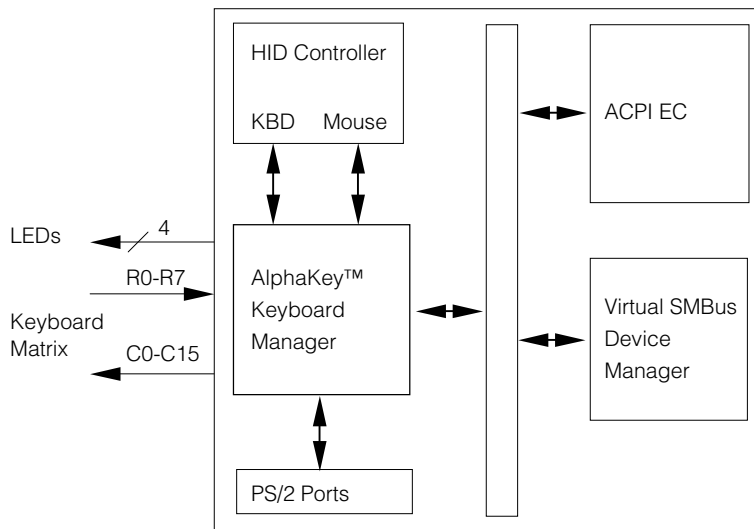 HID Controller
KBD Mouse
ACPI EC
LEDs
4
R0-R7
Keyboard
Matrix
C0-C15
AlphaKey™
Keyboard
Manager
Virtual SMBus
Device
Manager
PS/2 Ports